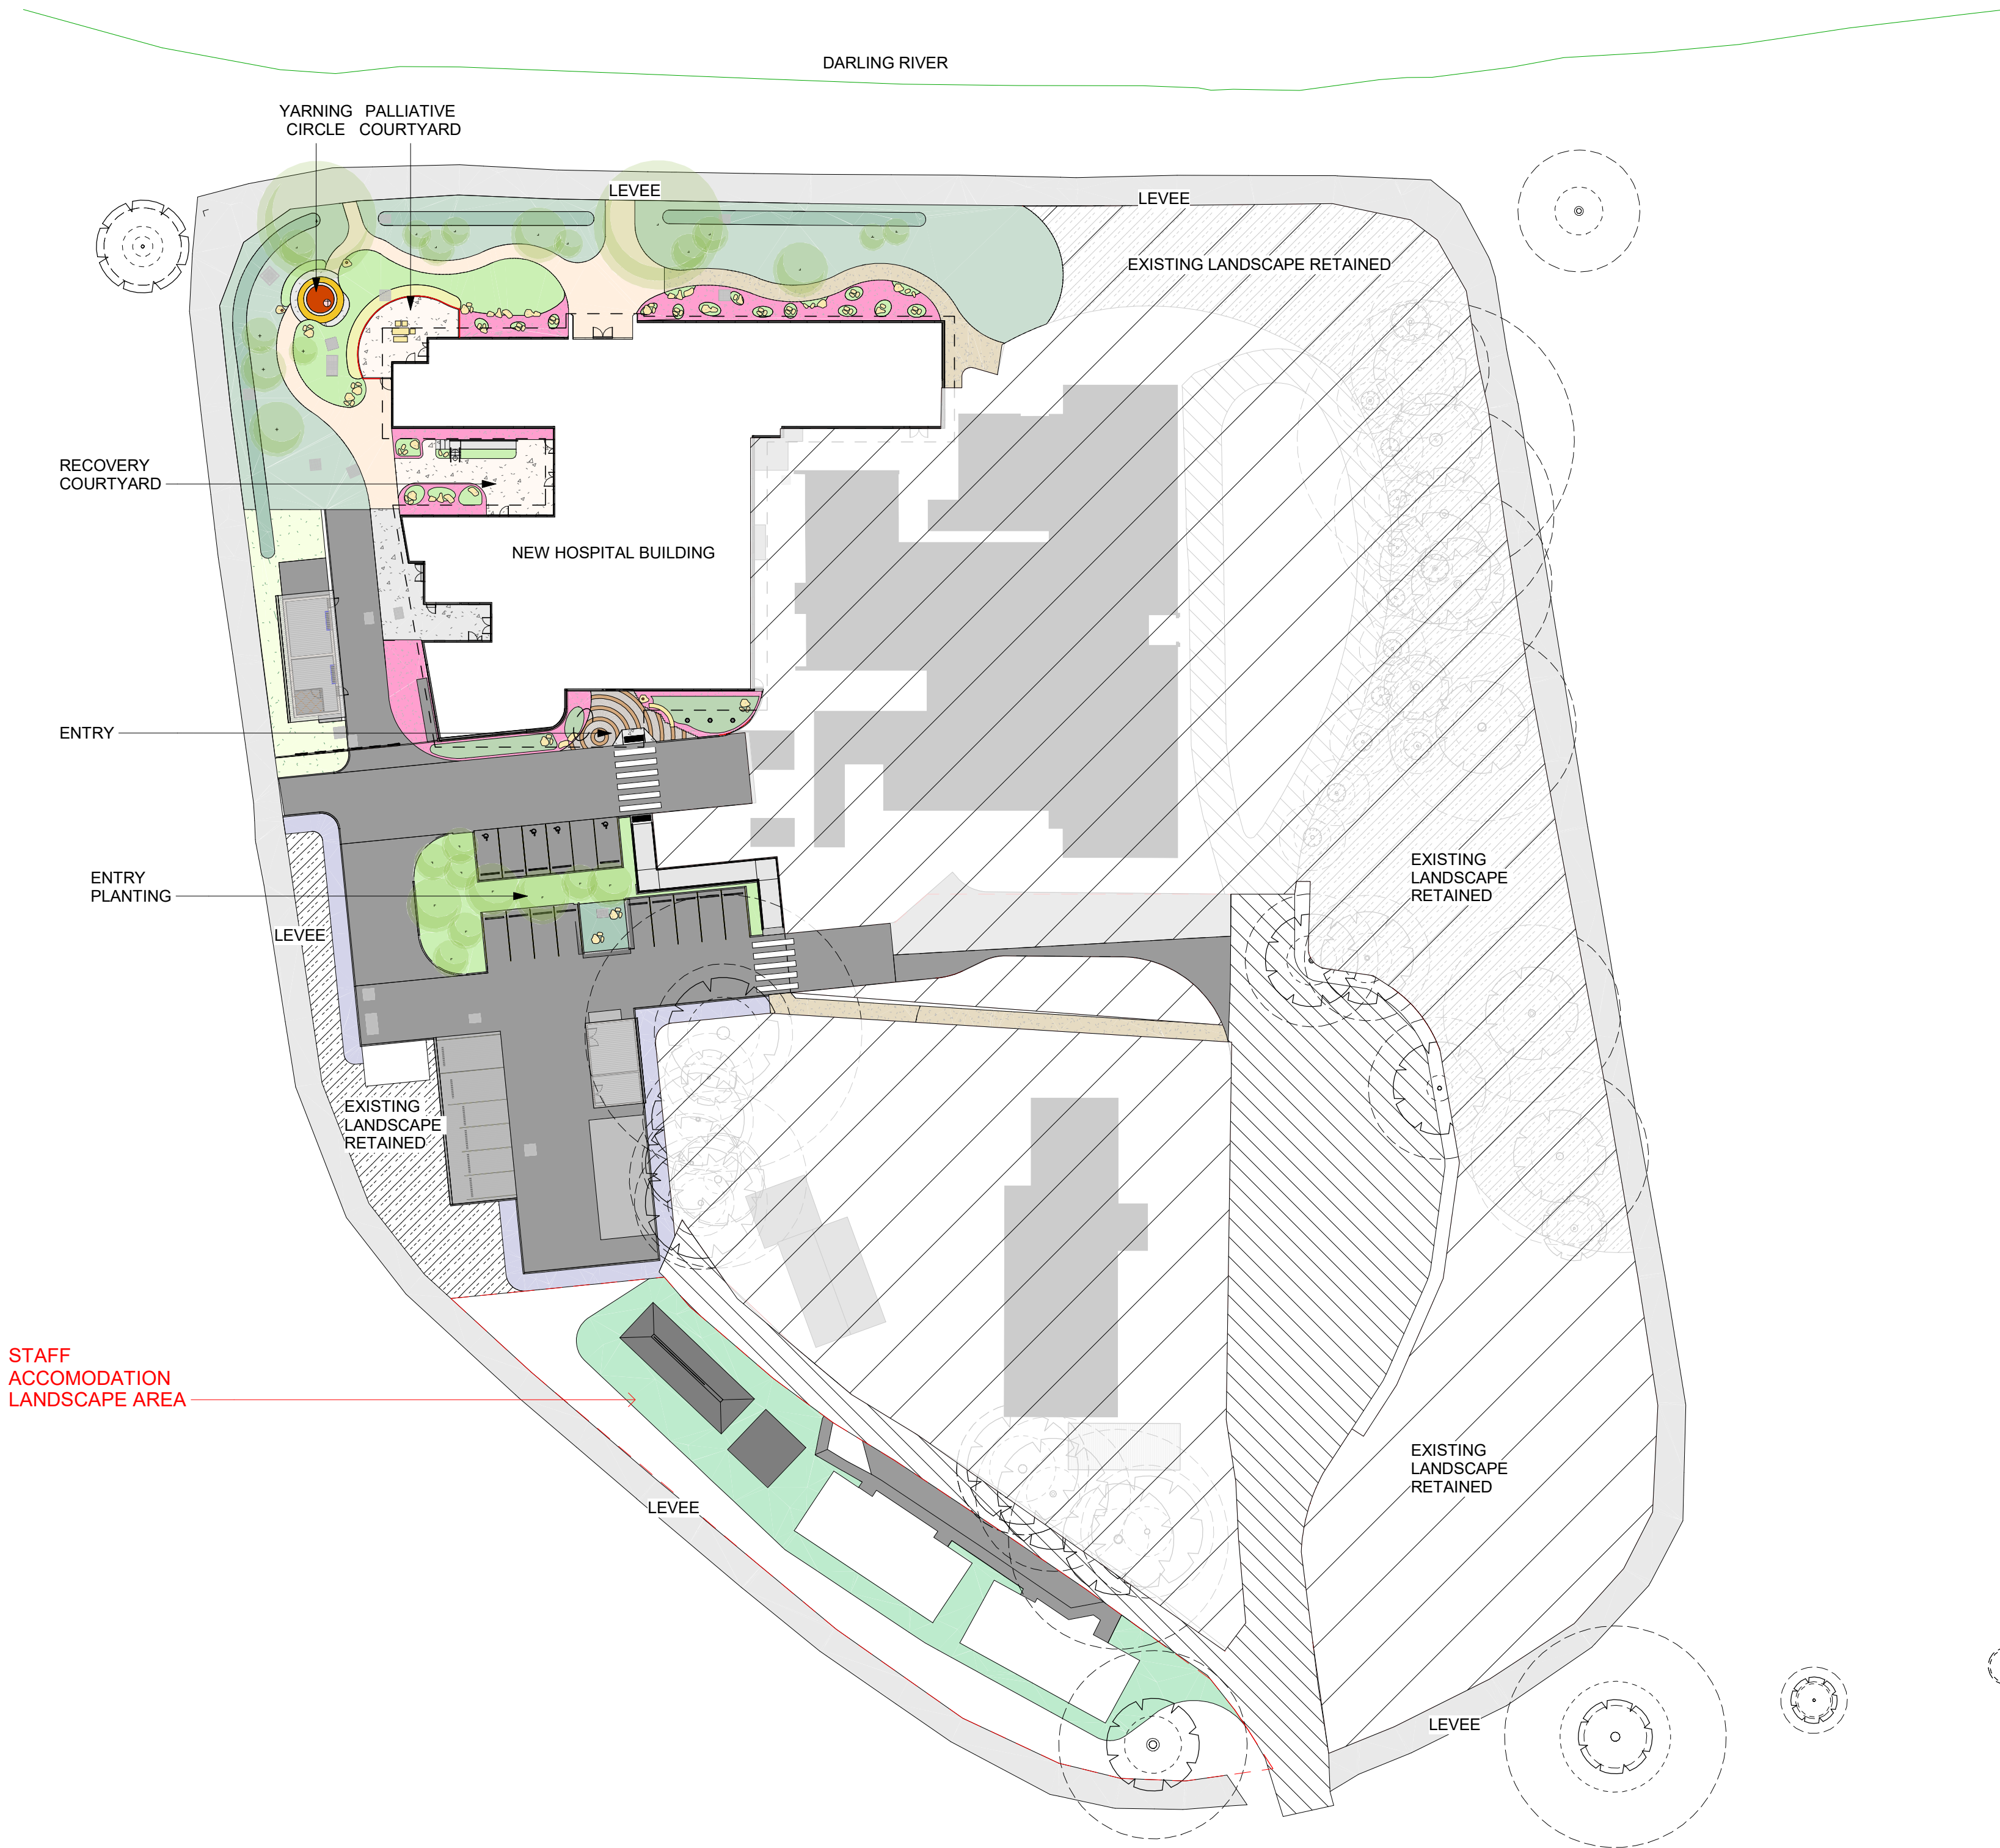 DARLING RIVER
YARNING
CIRCLE
PALLIATIVE
COURTYARD
LEVEE
LEVEE
EXISTING LANDSCAPE RETAINED
RECOVERY
COURTYARD
NEW HOSPITAL BUILDING
ENTRY
ENTRY
PLANTING
EXISTING
LANDSCAPE
RETAINED
LEVEE
EXISTING
LANDSCAPE
RETAINED
STAFF
ACCOMODATION
LANDSCAPE AREA
EXISTING
LANDSCAPE
RETAINED
LEVEE
LEVEE